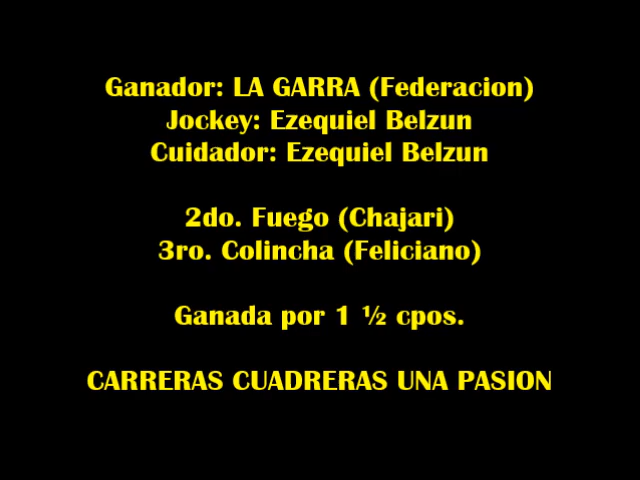 Ganador: LA GARRA (Federacion)
Jockey: Ezequiel Belzun
Cuidador: Ezequiel Belzun
2do. Fuego (Chajari)
3ro. Colincha (Feliciano)
Ganada por 1 ½ cpos.
CARRERAS CUADRERAS UNA PASION